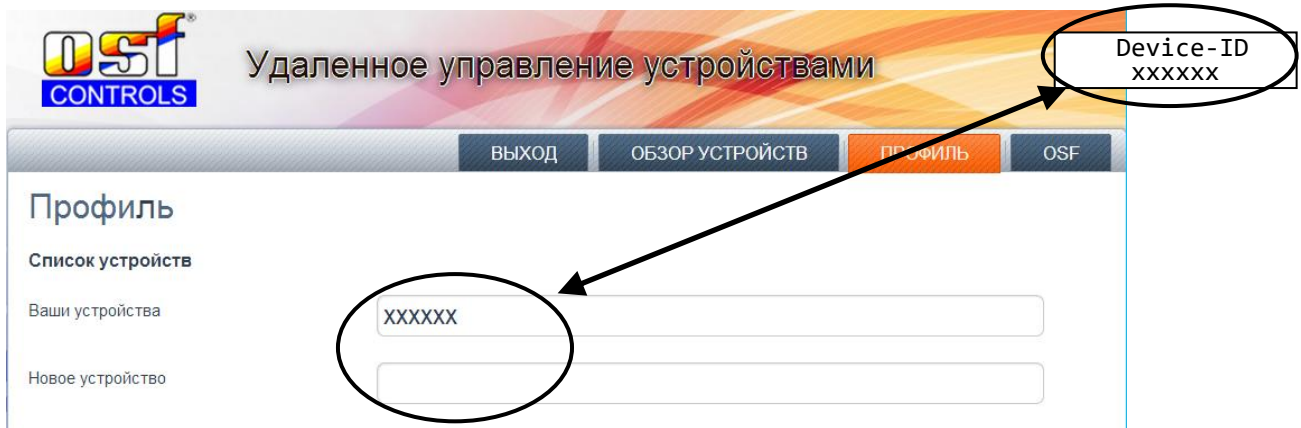 osf®
CONTROLS
Удаленное управление устройствами
Device-ID
xxxxxx
ВЫХОД ОБЗОР УСТРОЙСТВ ПРОФИЛЬ OSF
Профиль
Список устройств
Ваши устройства XXXXXX
Новое устройство